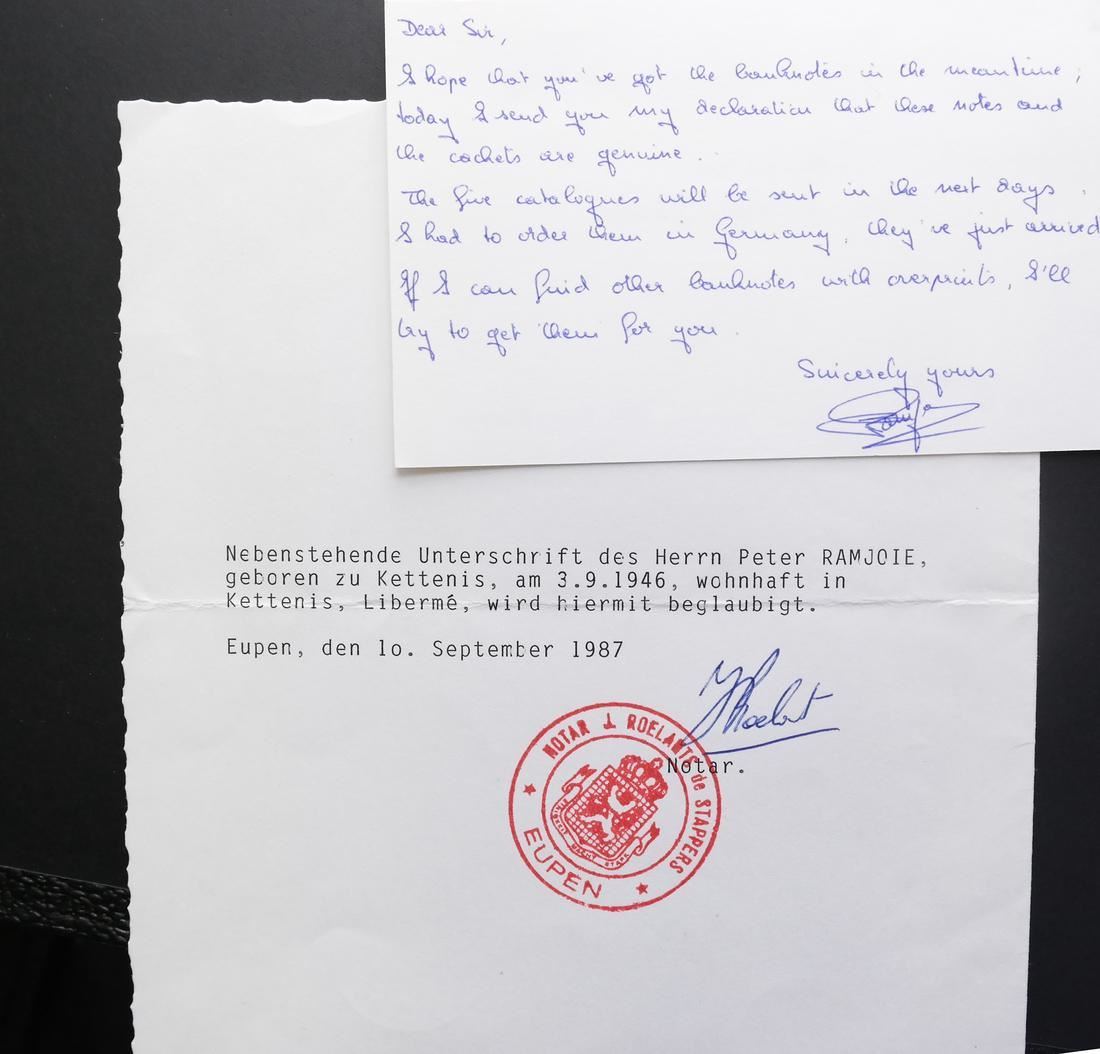 Dear Sir,
I hope that you've got the banknotes in the meantime ;
today I send you my declaration that these notes and
the cachets are genuine .
The five catalogues will be sent in the next days .
I had to order them in Germany, they've just arrived
If I can find other banknotes with overprints, I'll
try to get them for you .
Sincerely yours
Nebenstehende Unterschrift des Herrn Peter RAMJOIE,
geboren zu Kettenis, am 3.9.1946, wohnhaft in
Kettenis, Libermé, wird hiermit beglaubigt.
Eupen, den 1o. September 1987
Notar.
NOTAR J. ROELANTS de STAPPERS
★ EUPEN ★